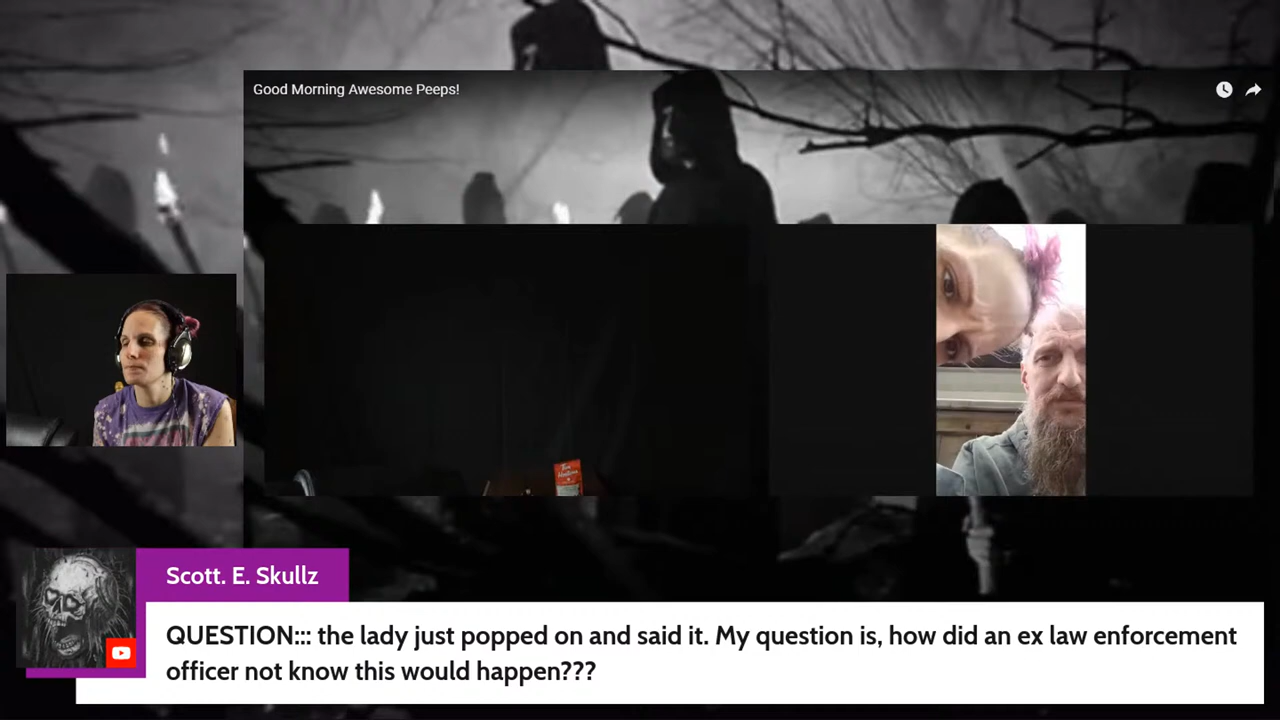 Good Morning Awesome Peeps!
Scott. E. Skullz
QUESTION::: the lady just popped on and said it. My question is, how did an ex law enforcement
officer not know this would happen???